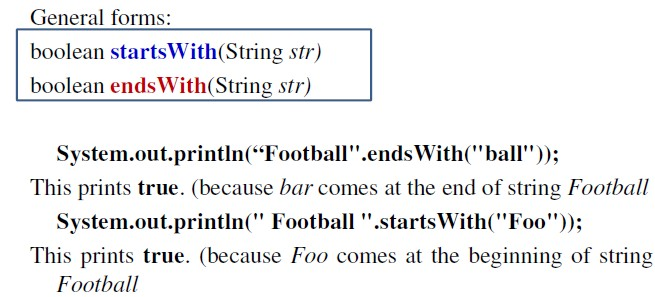 General forms:
boolean startsWith(String str)
boolean endsWith(String str)
System.out.println(“Football".endsWith("ball"));
This prints true. (because bar comes at the end of string Football
System.out.println(" Football ".startsWith("Foo"));
This prints true. (because Foo comes at the beginning of string
Football